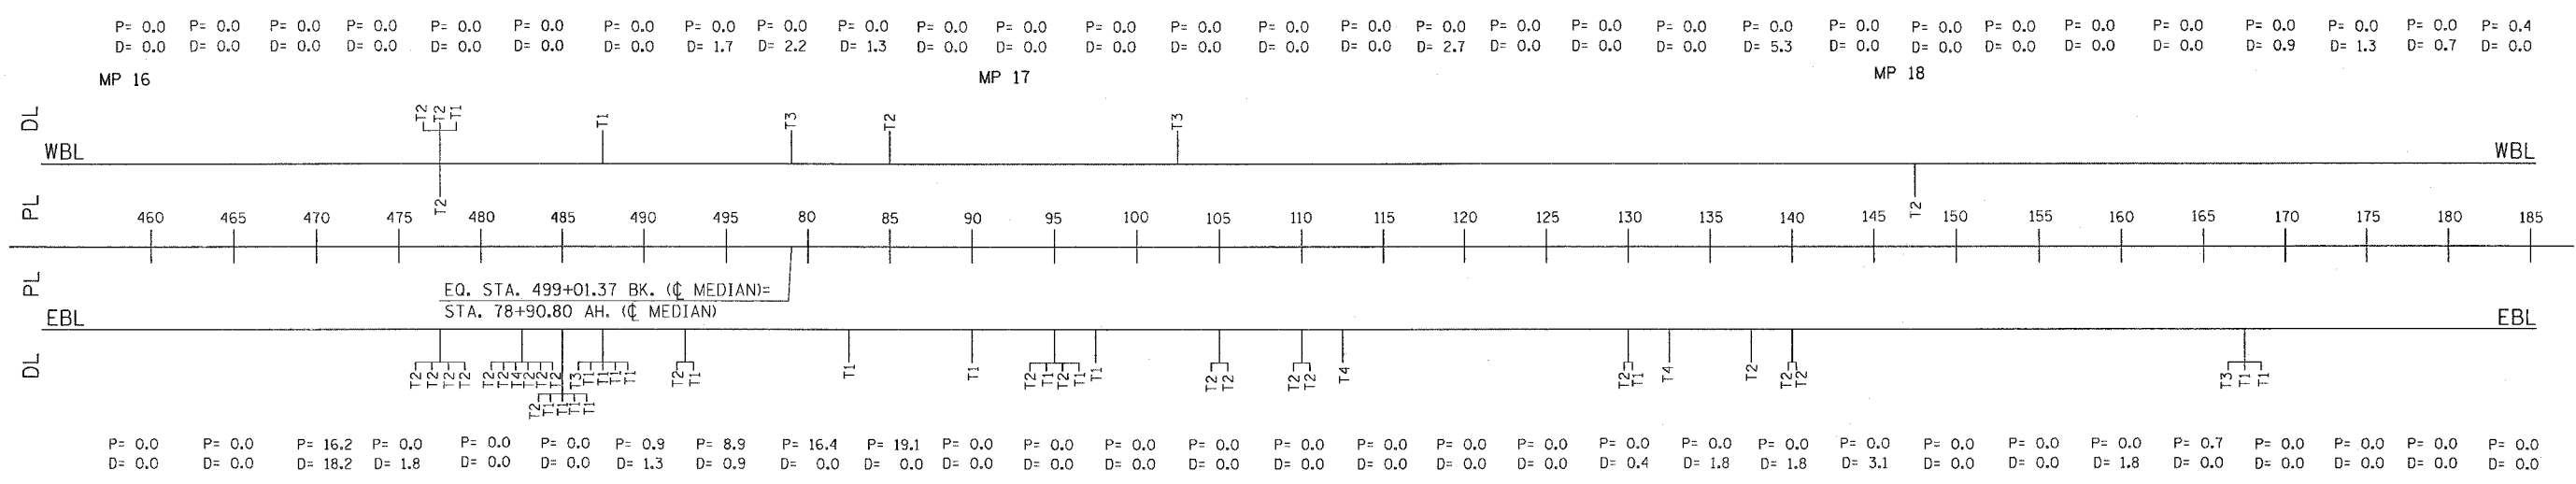 P= 0.0 P= 0.0 P= 0.0 P= 0.0 P= 0.0 P= 0.0 P= 0.0 P= 0.0 P= 0.0 P= 0.0 P= 0.0 P= 0.0 P= 0.0 P= 0.0 P= 0.0 P= 0.0 P= 0.0 P= 0.0 P= 0.0 P= 0.0 P= 0.0 P= 0.0 P= 0.0 P= 0.0 P= 0.0 P= 0.0 P= 0.0 P= 0.0 P= 0.0 P= 0.4
D= 0.0 D= 0.0 D= 0.0 D= 0.0 D= 0.0 D= 0.0 D= 0.0 D= 1.7 D= 2.2 D= 1.3 D= 0.0 D= 0.0 D= 0.0 D= 0.0 D= 0.0 D= 0.0 D= 2.7 D= 0.0 D= 0.0 D= 0.0 D= 5.3 D= 0.0 D= 0.0 D= 0.0 D= 0.0 D= 0.0 D= 0.9 D= 1.3 D= 0.7 D= 0.0
MP 16 MP 17 MP 18
DL T2 T2 T1 T1 T3 T2 T3
WBL WBL
PL T2 T2
460 465 470 475 480 485 490 495 80 85 90 95 100 105 110 115 120 125 130 135 140 145 150 155 160 165 170 175 180 185
PL
EQ. STA. 499+01.37 BK. (℄ MEDIAN)=
STA. 78+90.80 AH. (℄ MEDIAN)
EBL EBL
DL T2 T2 T2 T2 T2 T2 T4 T2 T2 T2 T3 T1 T1 T1 T1 T2 T1 T1 T1 T2 T1 T2 T1 T1 T2 T2 T2 T2 T4 T2 T1 T4 T2 T2 T2 T3 T1 T1
T2 T1 T1 T1 T1
P= 0.0 P= 0.0 P= 16.2 P= 0.0 P= 0.0 P= 0.0 P= 0.9 P= 8.9 P= 16.4 P= 19.1 P= 0.0 P= 0.0 P= 0.0 P= 0.0 P= 0.0 P= 0.0 P= 0.0 P= 0.0 P= 0.0 P= 0.0 P= 0.0 P= 0.0 P= 0.0 P= 0.0 P= 0.7 P= 0.0 P= 0.0 P= 0.0 P= 0.0
D= 0.0 D= 0.0 D= 18.2 D= 1.8 D= 0.0 D= 0.0 D= 1.3 D= 0.9 D= 0.0 D= 0.0 D= 0.0 D= 0.0 D= 0.0 D= 0.0 D= 0.0 D= 0.0 D= 0.0 D= 0.0 D= 0.4 D= 1.8 D= 1.8 D= 3.1 D= 0.0 D= 0.0 D= 1.8 D= 0.0 D= 0.0 D= 0.0 D= 0.0 D= 0.0